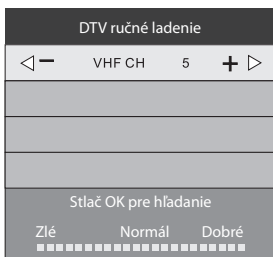 DTV ručné ladenie
− VHF CH 5 +
Stlač OK pre hľadanie
Zlé Normál Dobré